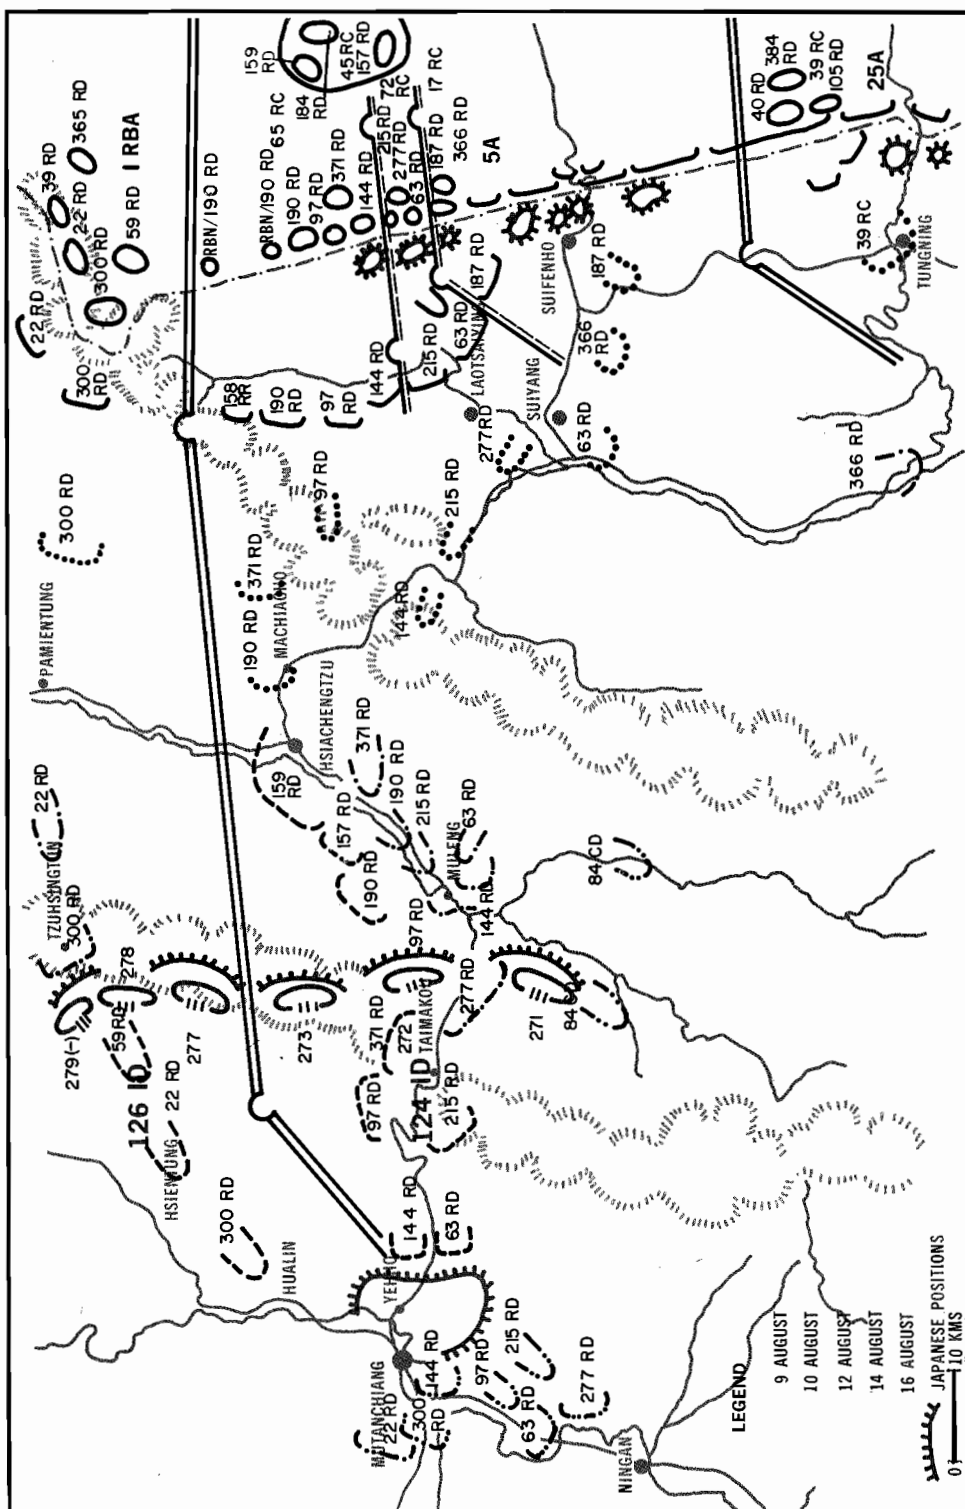 159 RD
45RC
157 RD
184 RD
72 RC
17 RC
65 RC
39 RD
365 RD
22 RD
59 RD
1 RBA
300 RD
RBN/190 RD
RBN/190 RD
190 RD
97 RD
371 RD
144 RD
215 RD
277 RD
63 RD
187 RD
366 RD
5A
40 RD
384 RD
39 RC
105 RD
25A
22 RD
300 RD
190 RD
97 RD
144 RD
215 RD
63 RD
187 RD
LAOTSAIYING
SUIFENHO
187 RD
39 RC
TUNGNING
366 RD
SUIYANG
277RD
63 RD
366 RD
300 RD
PAMIENTUNG
97 RD
371 RD
215 RD
144 RD
190 RD
MACHIACHO
HSIACHENGTZU
159 RD
371 RD
157 RD
190 RD
215 RD
63 RD
190 RD
MULENG
144 RD
84 CD
22 RD
TZUHSINGTUN
300 RD
278
279(-)
59 RD
126 ID
277
273
97 RD
371 RD
272
TAIMAKOU
277 RD
271
84 CD
22 RD
HSIENTUNG
97 RD
124 ID
215 RD
300 RD
HUALIN
144 RD
63 RD
YEHHO
MUTANCHIANG
22 RD
300 RD
144 RD
97 RD
215 RD
63 RD
277 RD
NINGAN
LEGEND
9 AUGUST
10 AUGUST
12 AUGUST
14 AUGUST
16 AUGUST
JAPANESE POSITIONS
0 10 KMS